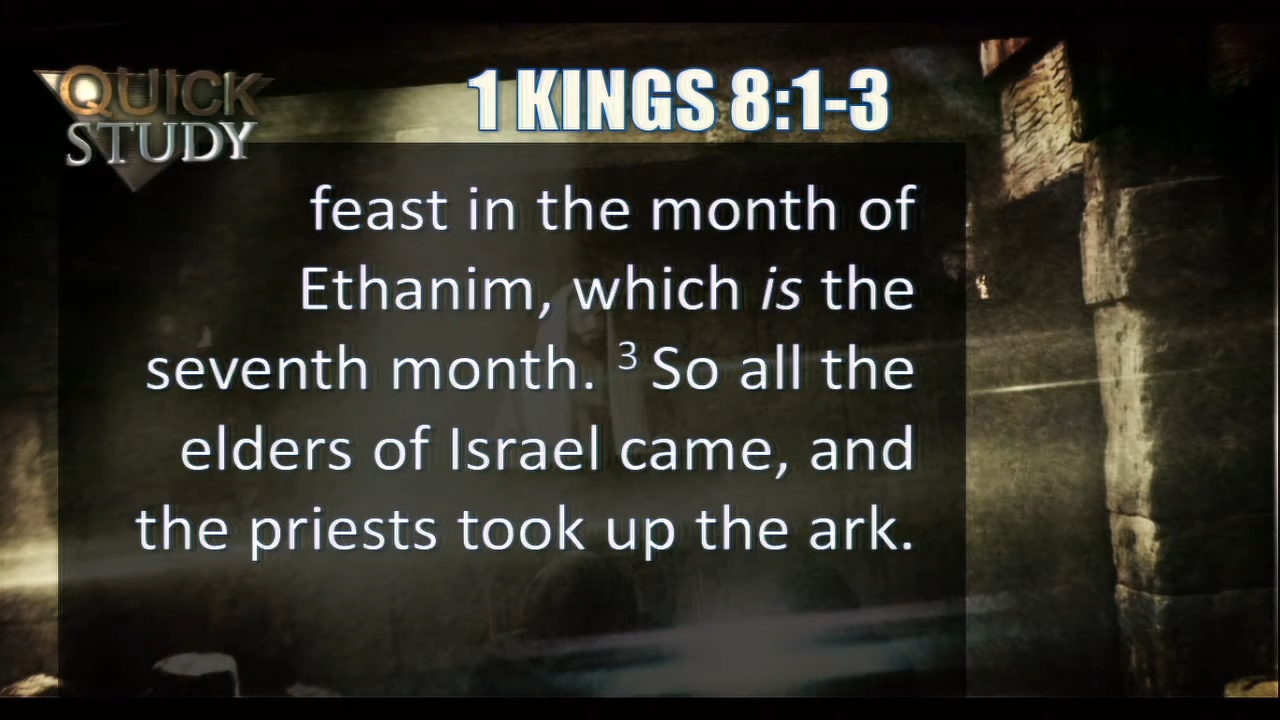 QUICK
STUDY
1 KINGS 8:1-3
feast in the month of
Ethanim, which is the
seventh month. 3 So all the
elders of Israel came, and
the priests took up the ark.